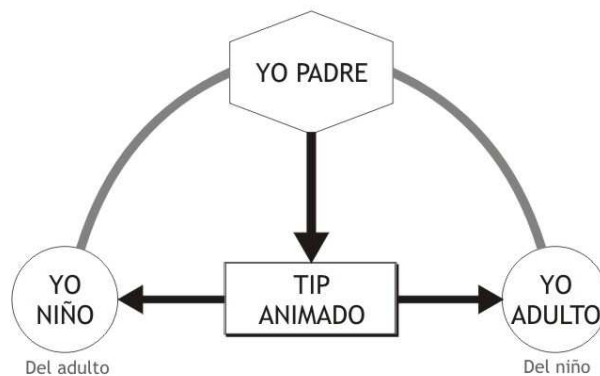 YO PADRE
YO
NIÑO
TIP
ANIMADO
YO
ADULTO
Del adulto
Del niño